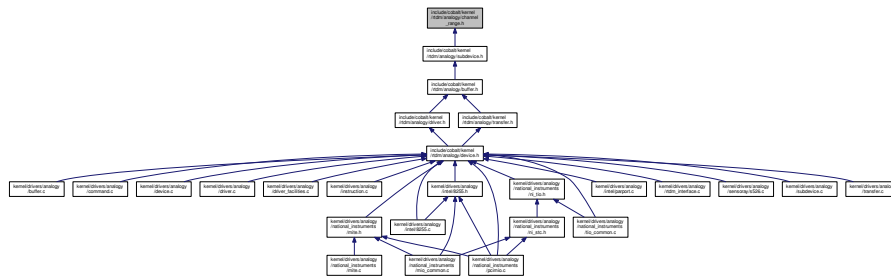 include/cobalt/kernel
/rtdm/analogy/channel
_range.h
include/cobalt/kernel
/rtdm/analogy/subdevice.h
include/cobalt/kernel
/rtdm/analogy/buffer.h
include/cobalt/kernel
/rtdm/analogy/driver.h
include/cobalt/kernel
/rtdm/analogy/transfer.h
include/cobalt/kernel
/rtdm/analogy/device.h
kernel/drivers/analogy
/buffer.c
kernel/drivers/analogy
/command.c
kernel/drivers/analogy
/device.c
kernel/drivers/analogy
/driver.c
kernel/drivers/analogy
/driver_facilities.c
kernel/drivers/analogy
/instruction.c
kernel/drivers/analogy
/intel/8255.h
kernel/drivers/analogy
/national_instruments
/ni_tio.h
kernel/drivers/analogy
/intel/parport.c
kernel/drivers/analogy
/rtdm_interface.c
kernel/drivers/analogy
/sensoray/s526.c
kernel/drivers/analogy
/subdevice.c
kernel/drivers/analogy
/transfer.c
kernel/drivers/analogy
/national_instruments
/mite.h
kernel/drivers/analogy
/intel/8255.c
kernel/drivers/analogy
/national_instruments
/ni_stc.h
kernel/drivers/analogy
/national_instruments
/tio_common.c
kernel/drivers/analogy
/national_instruments
/mite.c
kernel/drivers/analogy
/national_instruments
/mio_common.c
kernel/drivers/analogy
/national_instruments
/pcimio.c